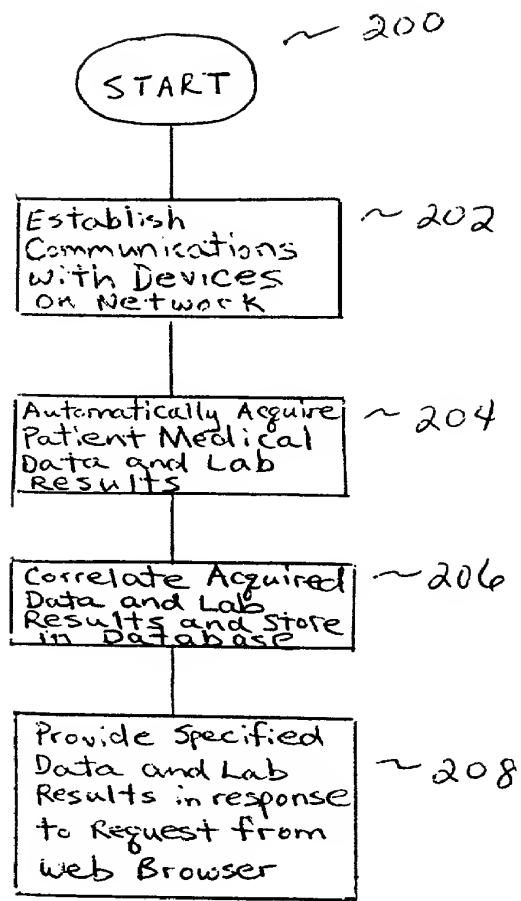 ~ 200
START
Establish
Communications
with Devices
on Network
~ 202
Automatically Acquire
Patient Medical
Data and Lab
Results
~ 204
Correlate Acquired
Data and Lab
Results and Store
in Database
~ 206
Provide Specified
Data and Lab
Results in response
to Request from
Web Browser
~ 208